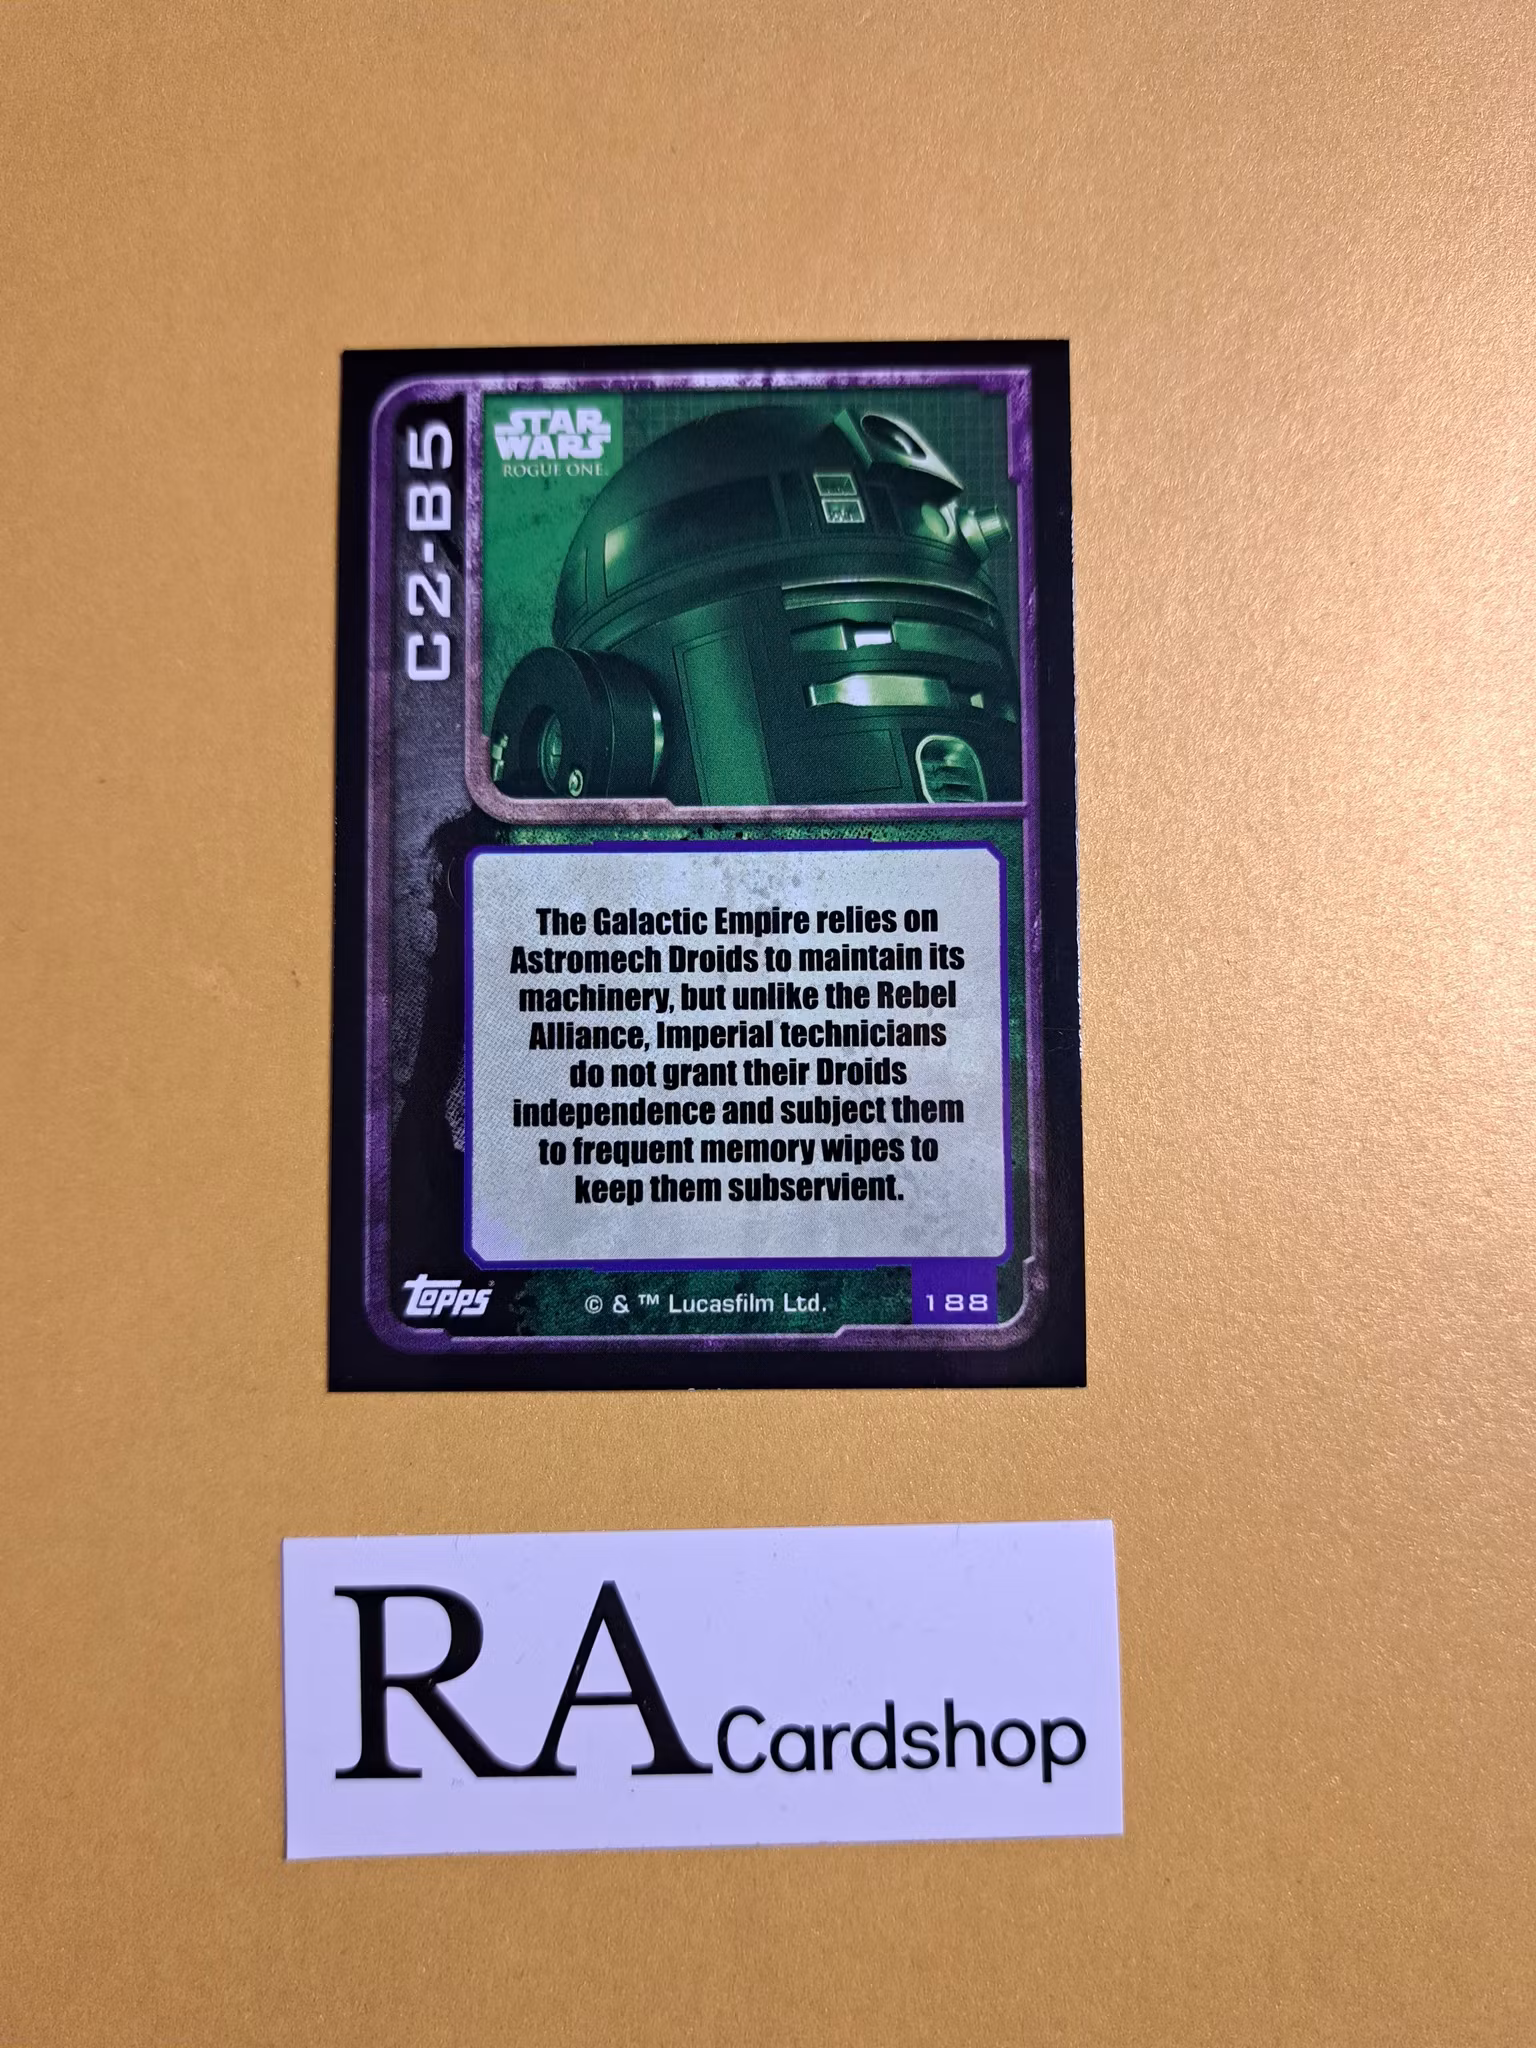 C2-B5
STAR
WARS
ROGUE ONE
The Galactic Empire relies on
Astromech Droids to maintain its
machinery, but unlike the Rebel
Alliance, Imperial technicians
do not grant their Droids
independence and subject them
to frequent memory wipes to
keep them subservient.
topps®
© & ™ Lucasfilm Ltd.
188
RA Cardshop